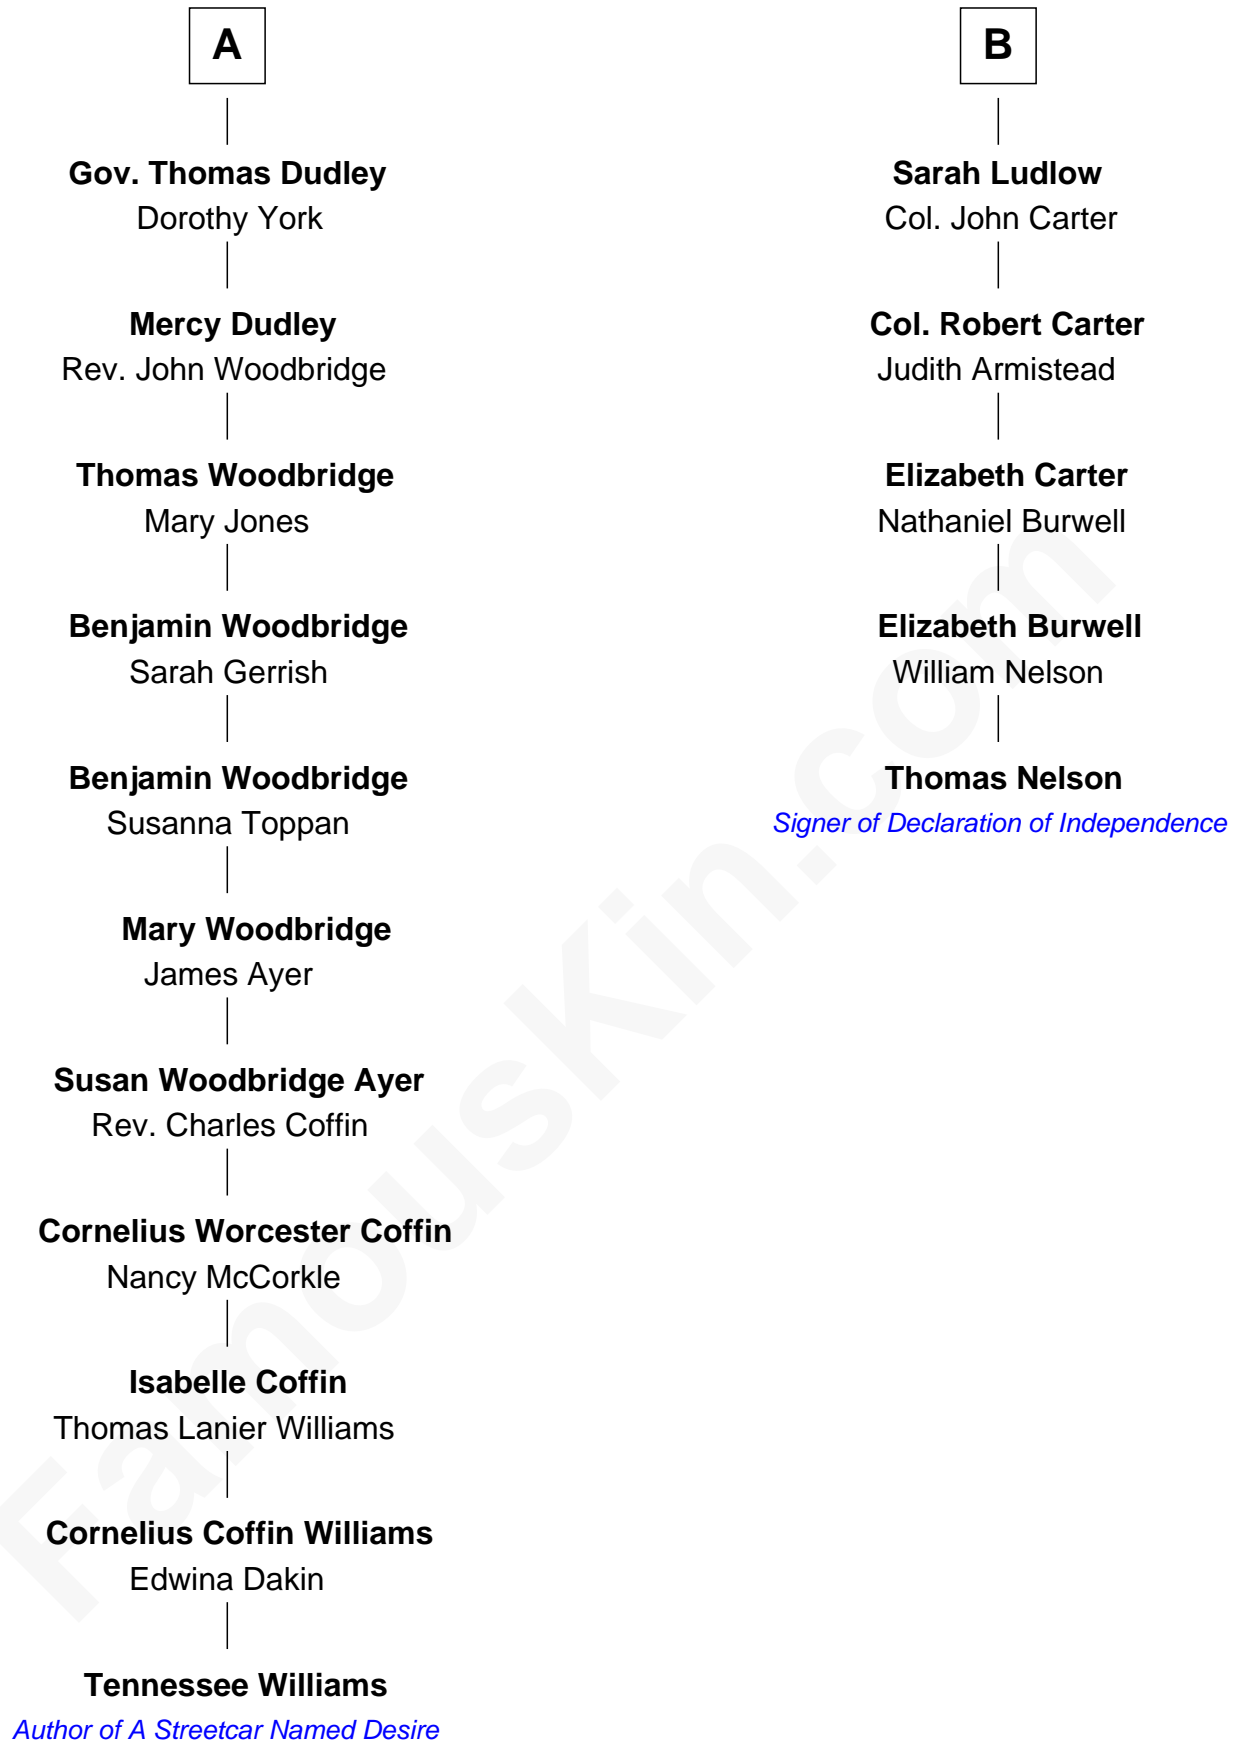 A
Gov. Thomas Dudley
Dorothy York
Mercy Dudley
Rev. John Woodbridge
Thomas Woodbridge
Mary Jones
Benjamin Woodbridge
Sarah Gerrish
Benjamin Woodbridge
Susanna Toppan
Mary Woodbridge
James Ayer
Susan Woodbridge Ayer
Rev. Charles Coffin
Cornelius Worcester Coffin
Nancy McCorkle
Isabelle Coffin
Thomas Lanier Williams
Cornelius Coffin Williams
Edwina Dakin
Tennessee Williams
Author of A Streetcar Named Desire
B
Sarah Ludlow
Col. John Carter
Col. Robert Carter
Judith Armistead
Elizabeth Carter
Nathaniel Burwell
Elizabeth Burwell
William Nelson
Thomas Nelson
Signer of Declaration of Independence
FamousKin.com